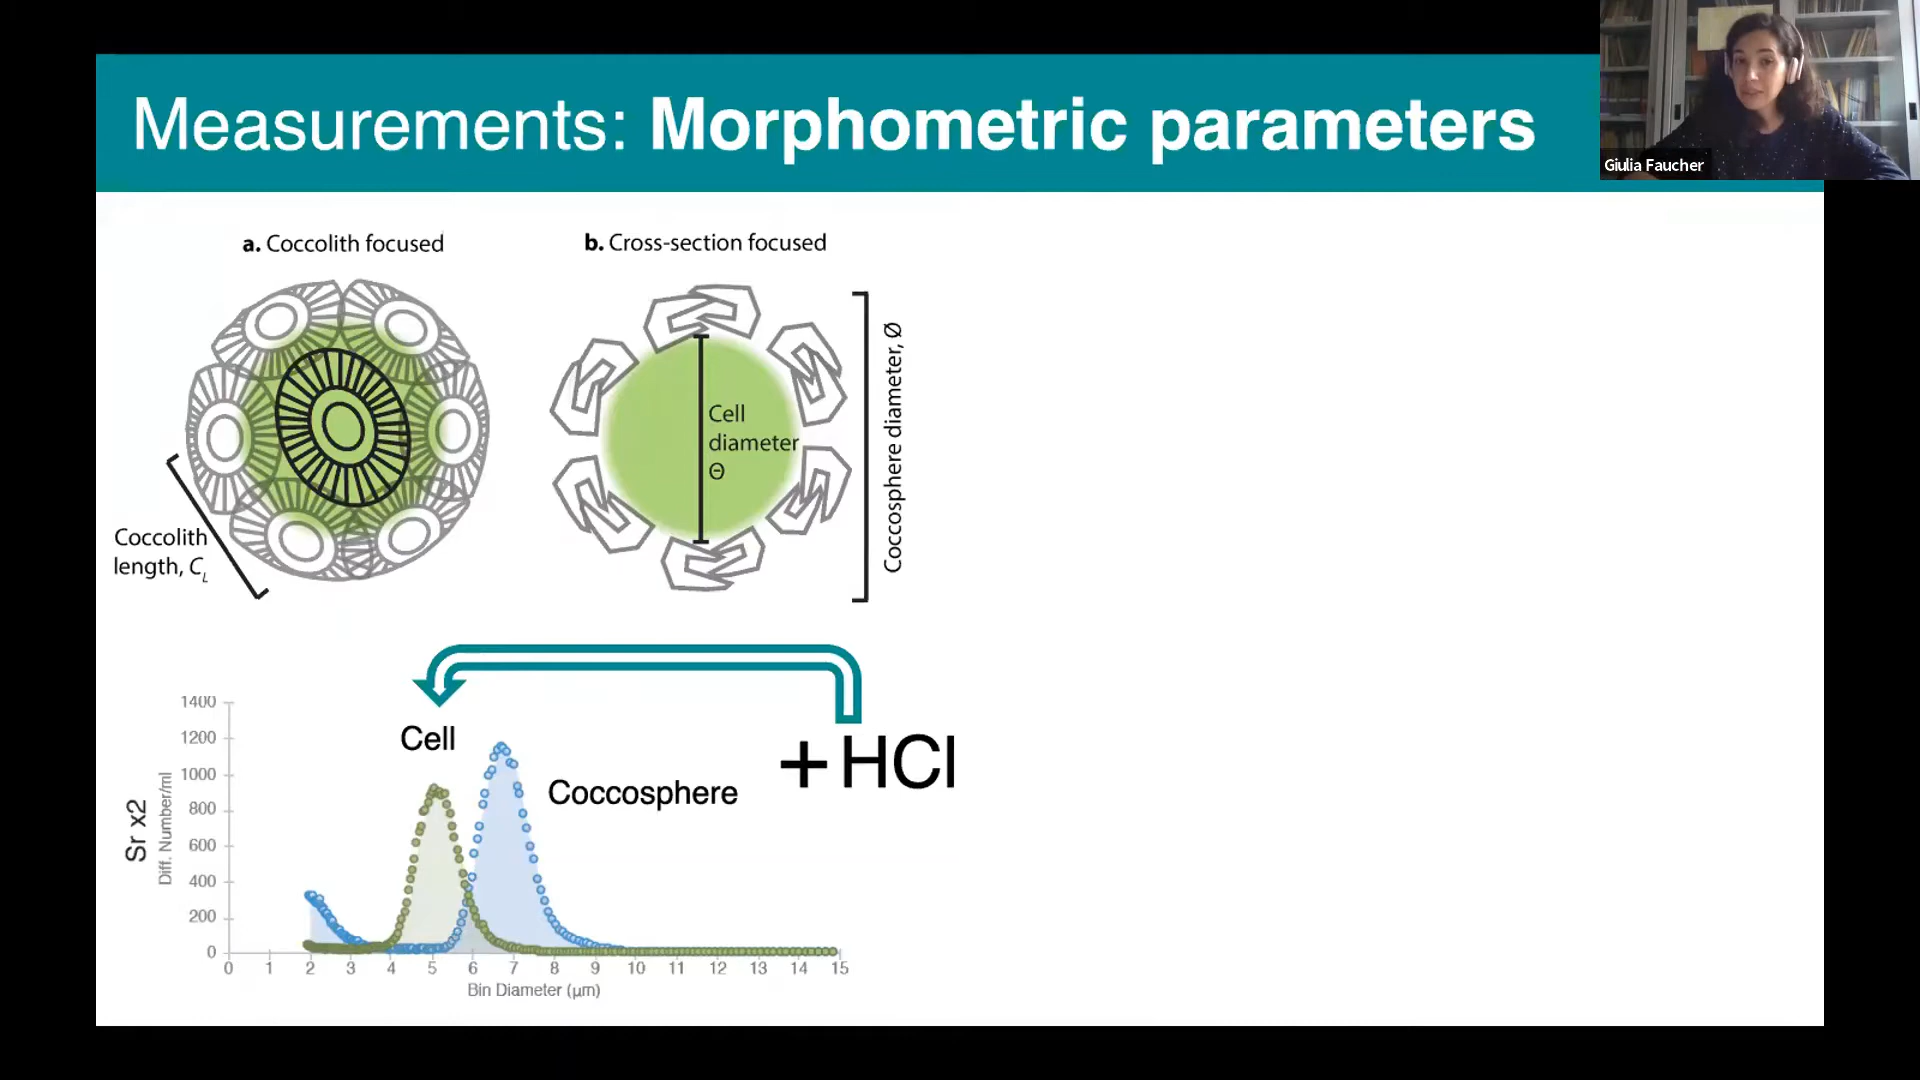 Measurements: Morphometric parameters
Giulia Faucher
a. Coccolith focused
b. Cross-section focused
Cell
diameter
Θ
Coccosphere diameter, Ø
Coccolith
length, CL
Cell
Coccosphere
+HCl
Sr x2
Diff. Number/ml
1400
1200
1000
800
600
400
200
0
0 1 2 3 4 5 6 7 8 9 10 11 12 13 14 15
Bin Diameter (µm)